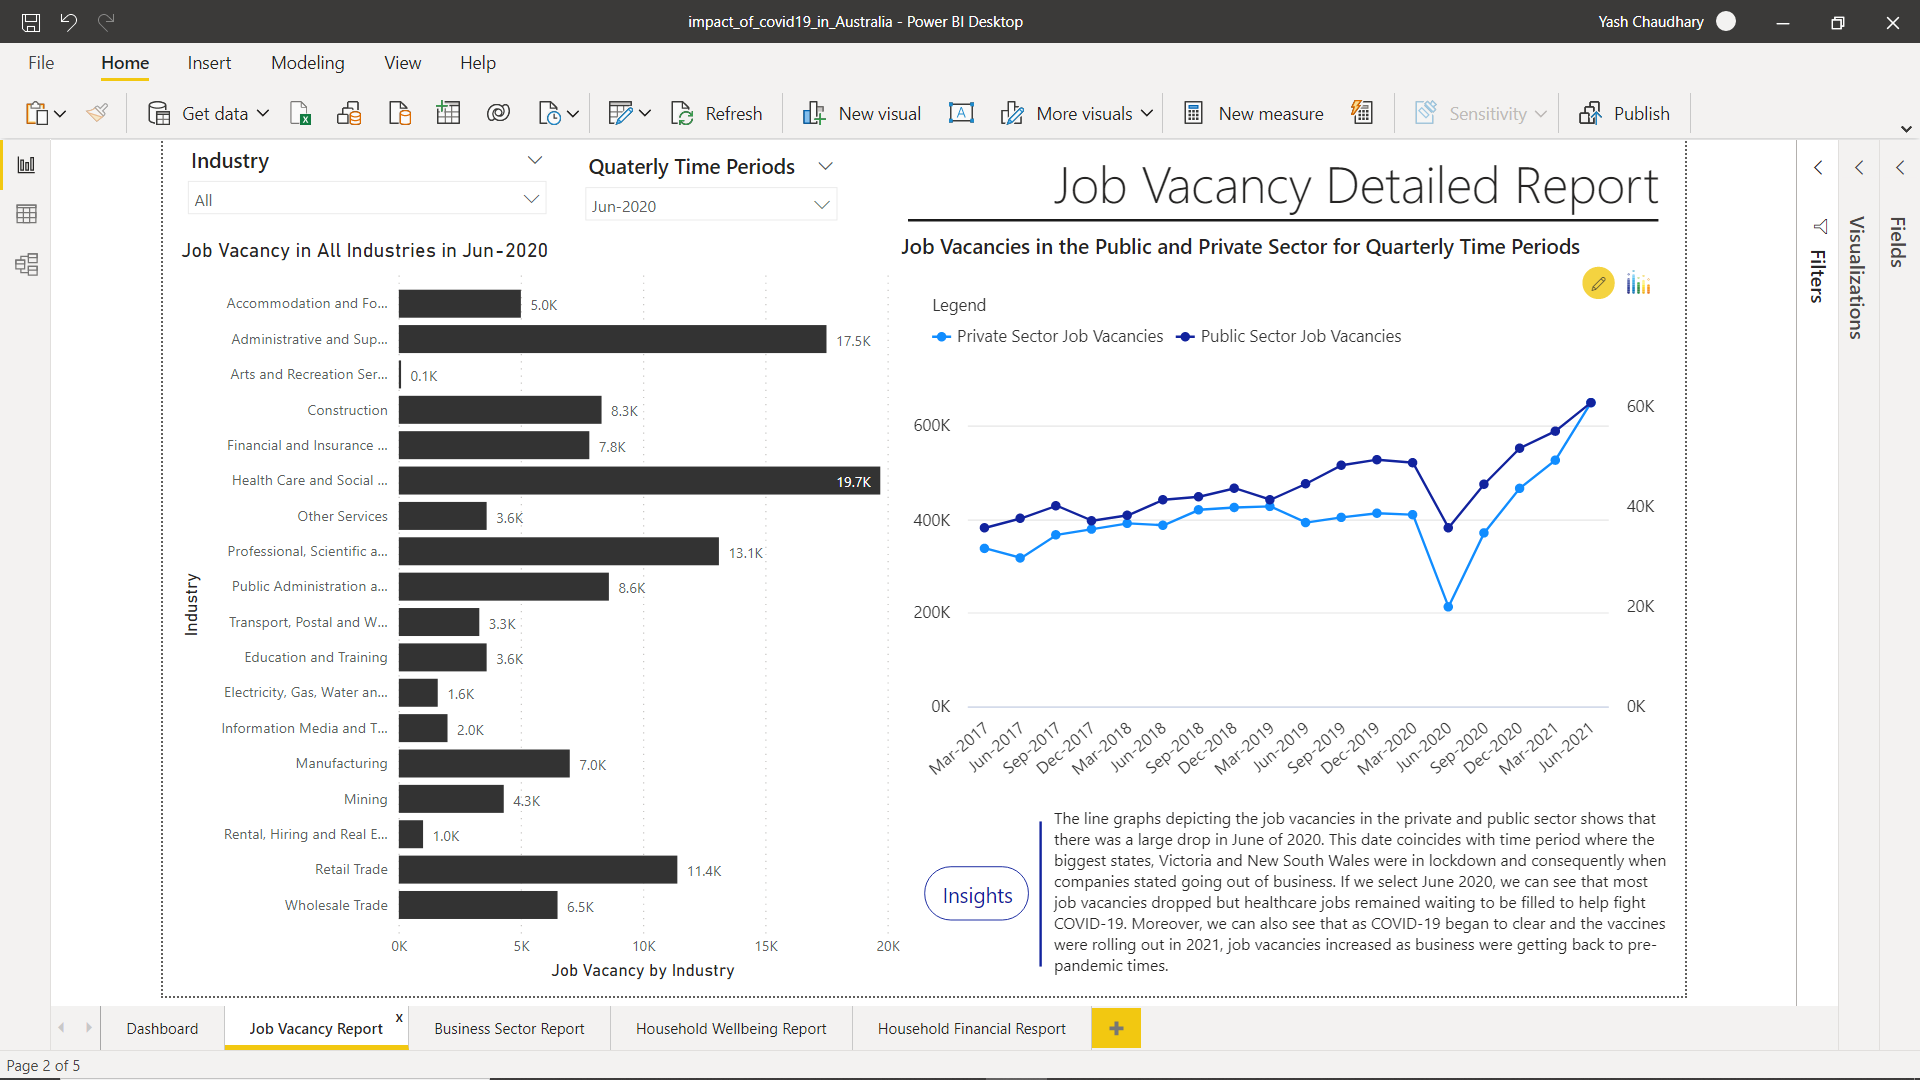 impact_of_covid19_in_Australia - Power BI Desktop
Yash Chaudhary
File Home Insert Modeling View Help
Get data Refresh New visual More visuals New measure Sensitivity Publish
Industry
All
Quaterly Time Periods
Jun-2020
Job Vacancy Detailed Report
Job Vacancy in All Industries in Jun-2020
Industry
Accommodation and Fo... 5.0K
Administrative and Sup... 17.5K
Arts and Recreation Ser... 0.1K
Construction 8.3K
Financial and Insurance ... 7.8K
Health Care and Social ... 19.7K
Other Services 3.6K
Professional, Scientific a... 13.1K
Public Administration a... 8.6K
Transport, Postal and W... 3.3K
Education and Training 3.6K
Electricity, Gas, Water an... 1.6K
Information Media and T... 2.0K
Manufacturing 7.0K
Mining 4.3K
Rental, Hiring and Real E... 1.0K
Retail Trade 11.4K
Wholesale Trade 6.5K
0K 5K 10K 15K 20K
Job Vacancy by Industry
Job Vacancies in the Public and Private Sector for Quarterly Time Periods
Legend
Private Sector Job Vacancies Public Sector Job Vacancies
600K
400K
200K
0K
60K
40K
20K
0K
Mar-2017 Jun-2017 Sep-2017 Dec-2017 Mar-2018 Jun-2018 Sep-2018 Dec-2018 Mar-2019 Jun-2019 Sep-2019 Dec-2019 Mar-2020 Jun-2020 Sep-2020 Dec-2020 Mar-2021 Jun-2021
Insights
The line graphs depicting the job vacancies in the private and public sector shows that
there was a large drop in June of 2020. This date coincides with time period where the
biggest states, Victoria and New South Wales were in lockdown and consequently when
companies stated going out of business. If we select June 2020, we can see that most
job vacancies dropped but healthcare jobs remained waiting to be filled to help fight
COVID-19. Moreover, we can also see that as COVID-19 began to clear and the vaccines
were rolling out in 2021, job vacancies increased as business were getting back to pre-
pandemic times.
Filters
Visualizations
Fields
Dashboard Job Vacancy Report x Business Sector Report Household Wellbeing Report Household Financial Resport
Page 2 of 5